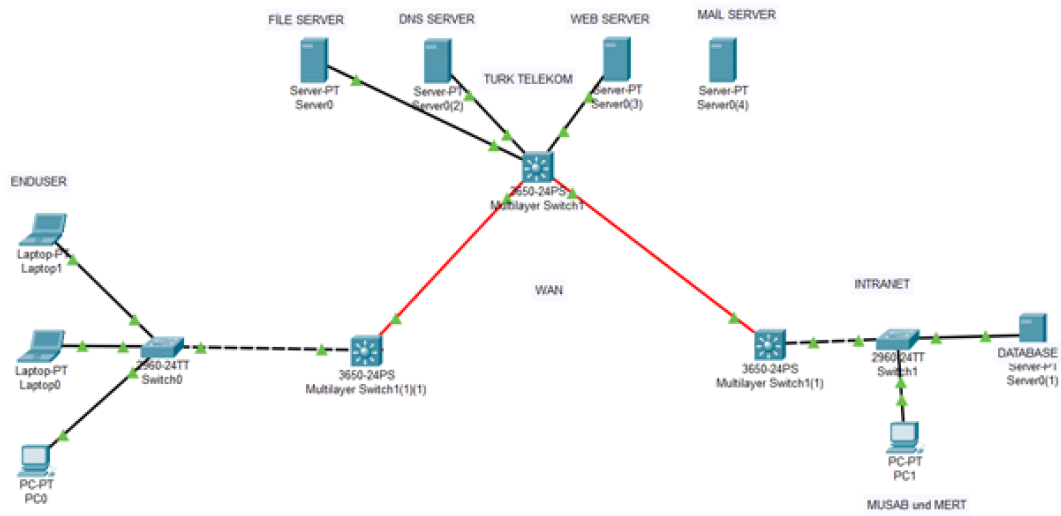 FİLE SERVER
DNS SERVER
WEB SERVER
MAİL SERVER
Server-PT
Server0
Server-PT
Server0(2)
TURK TELEKOM
Server-PT
Server0(3)
Server-PT
Server0(4)
3650-24PS
Multilayer Switch1
ENDUSER
Laptop-PT
Laptop1
WAN
INTRANET
Laptop-PT
Laptop0
2960-24TT
Switch0
3650-24PS
Multilayer Switch1(1)(1)
3650-24PS
Multilayer Switch1(1)
2960-24TT
Switch1
DATABASE
Server-PT
Server0(1)
PC-PT
PC0
PC-PT
PC1
MUSAB und MERT